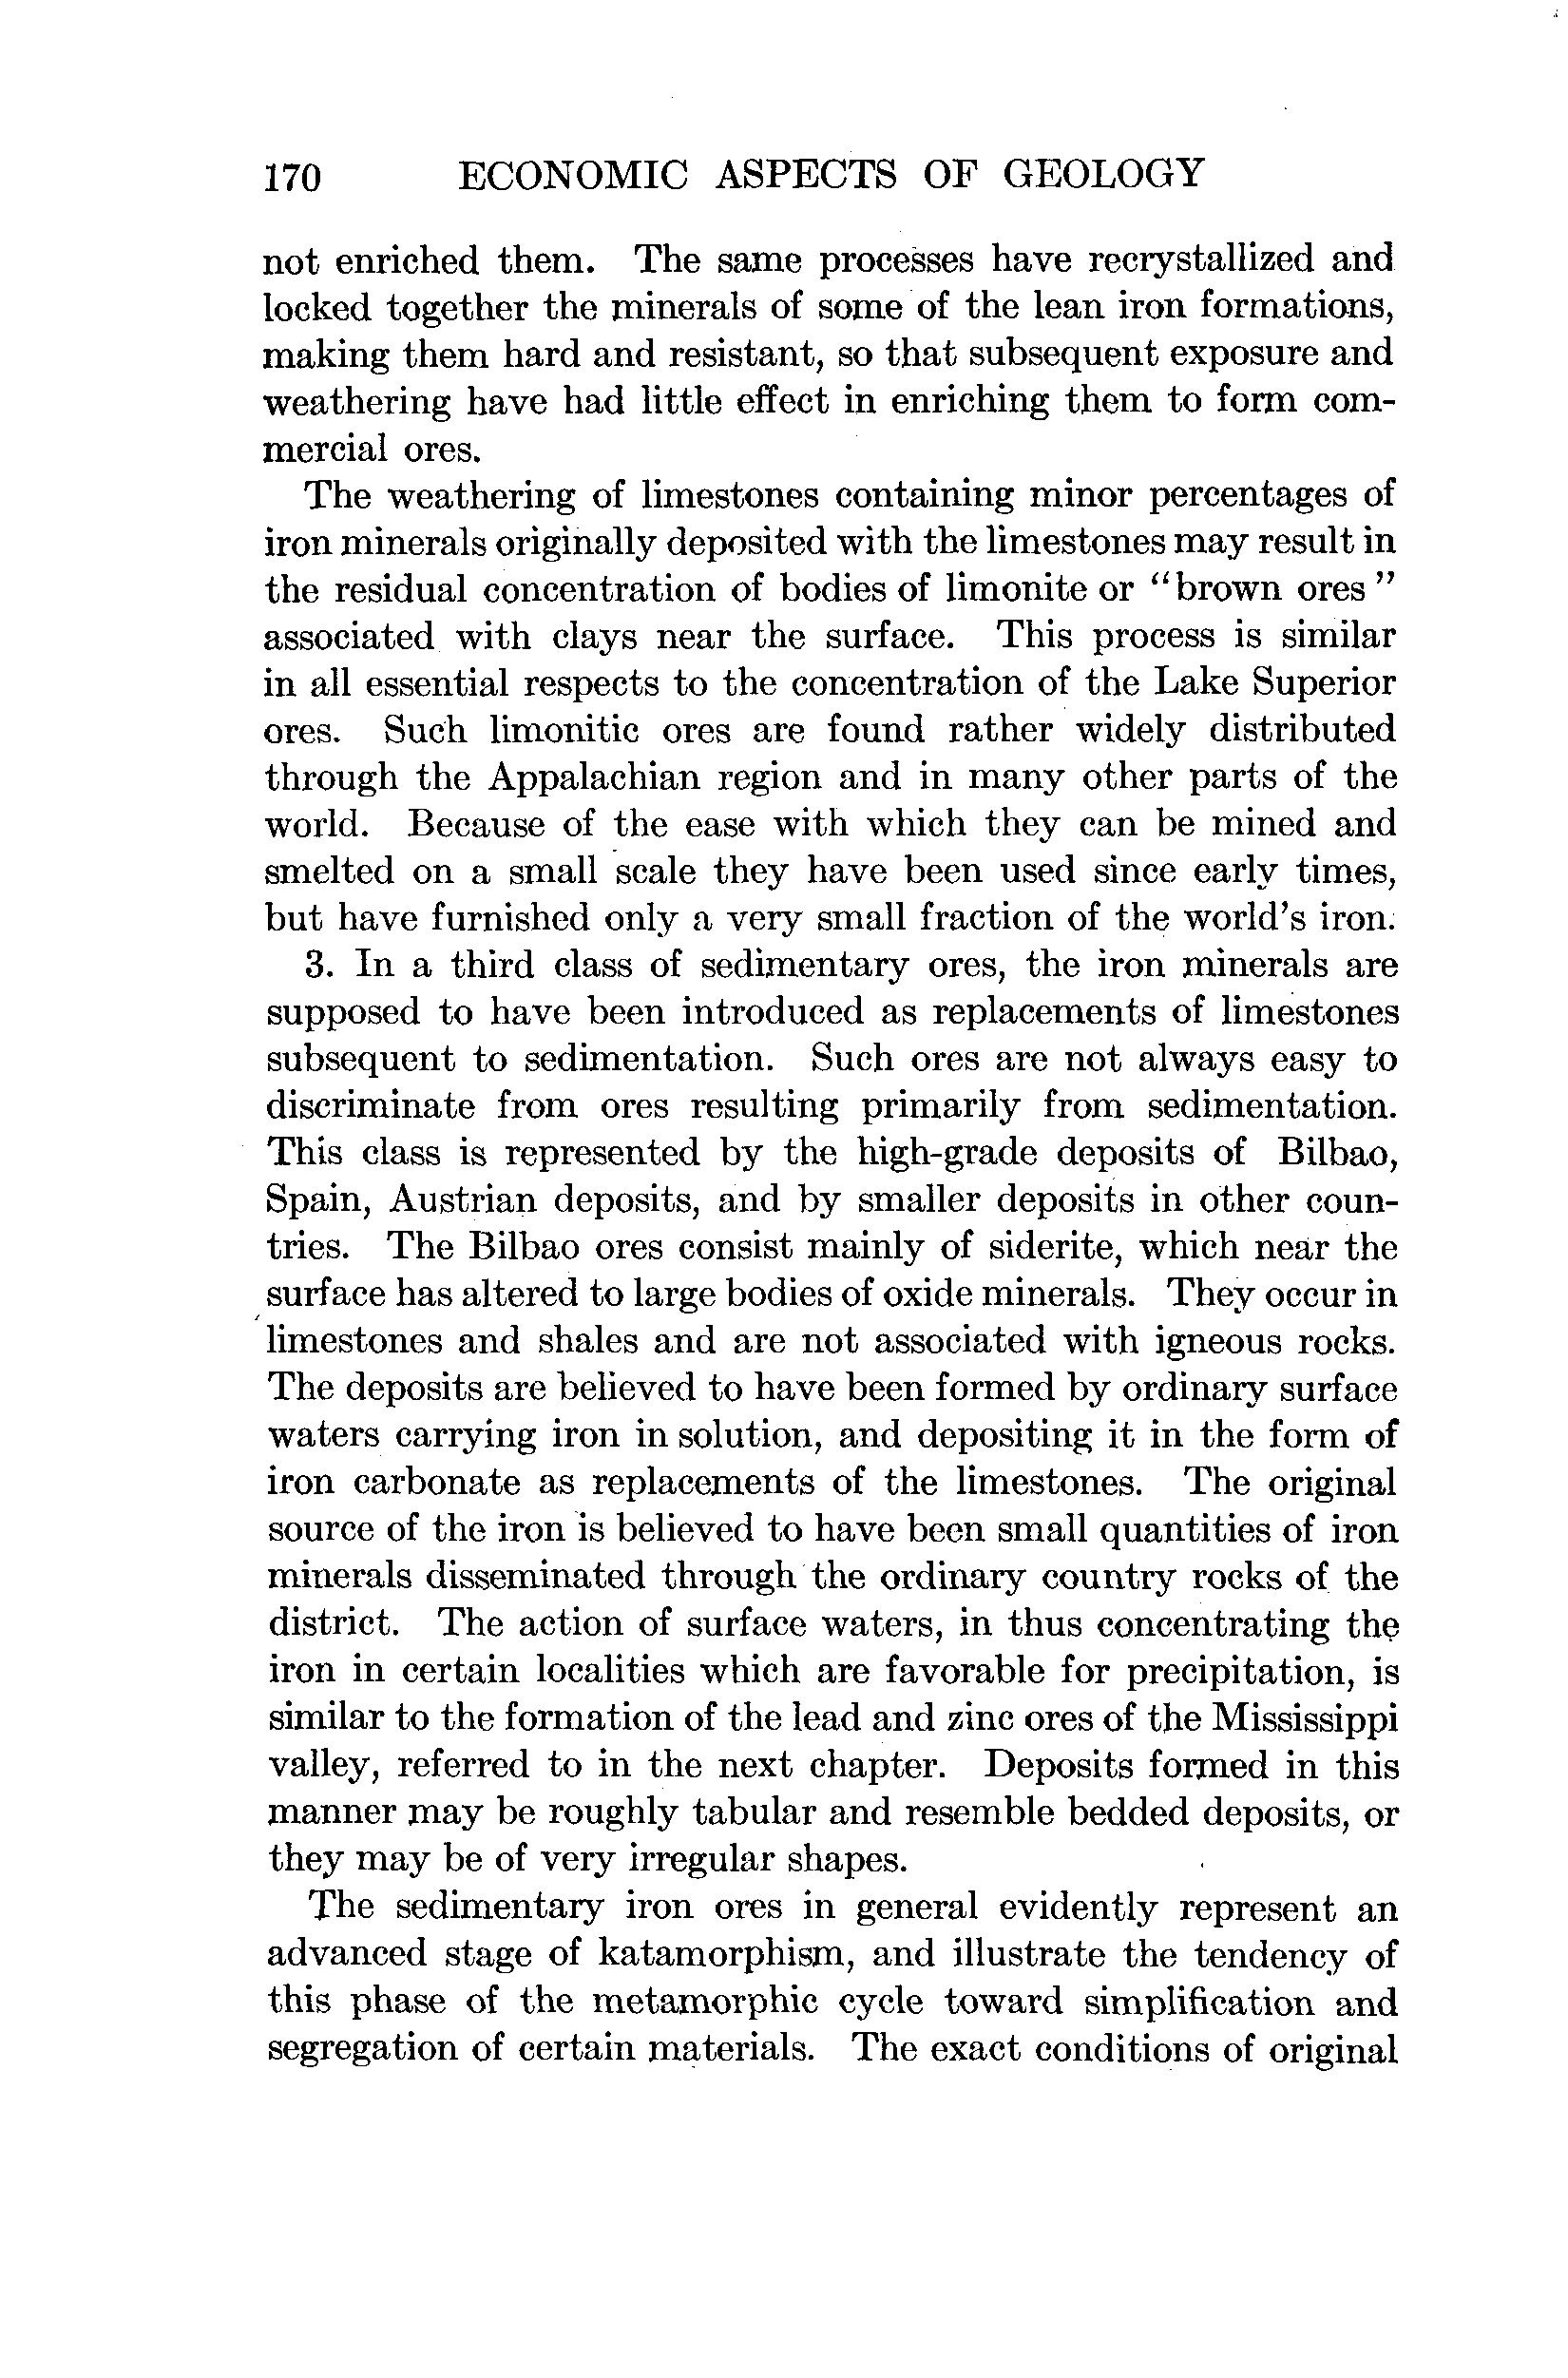 170 ECONOMIC ASPECTS OF GEOLOGY
not enriched them. The same processes have recrystallized and
locked together the minerals of some of the lean iron formations,
making them hard and resistant, so that subsequent exposure and
weathering have had little effect in enriching them to form com-
mercial ores.
The weathering of limestones containing minor percentages of
iron minerals originally deposited with the limestones may result in
the residual concentration of bodies of limonite or "brown ores"
associated with clays near the surface. This process is similar
in all essential respects to the concentration of the Lake Superior
ores. Such limonitic ores are found rather widely distributed
through the Appalachian region and in many other parts of the
world. Because of the ease with which they can be mined and
smelted on a small scale they have been used since early times,
but have furnished only a very small fraction of the world's iron.
3. In a third class of sedimentary ores, the iron minerals are
supposed to have been introduced as replacements of limestones
subsequent to sedimentation. Such ores are not always easy to
discriminate from ores resulting primarily from sedimentation.
This class is represented by the high-grade deposits of Bilbao,
Spain, Austrian deposits, and by smaller deposits in other coun-
tries. The Bilbao ores consist mainly of siderite, which near the
surface has altered to large bodies of oxide minerals. They occur in
limestones and shales and are not associated with igneous rocks.
The deposits are believed to have been formed by ordinary surface
waters carrying iron in solution, and depositing it in the form of
iron carbonate as replacements of the limestones. The original
source of the iron is believed to have been small quantities of iron
minerals disseminated through the ordinary country rocks of the
district. The action of surface waters, in thus concentrating the
iron in certain localities which are favorable for precipitation, is
similar to the formation of the lead and zinc ores of the Mississippi
valley, referred to in the next chapter. Deposits formed in this
manner may be roughly tabular and resemble bedded deposits, or
they may be of very irregular shapes.
The sedimentary iron ores in general evidently represent an
advanced stage of katamorphism, and illustrate the tendency of
this phase of the metamorphic cycle toward simplification and
segregation of certain materials. The exact conditions of original